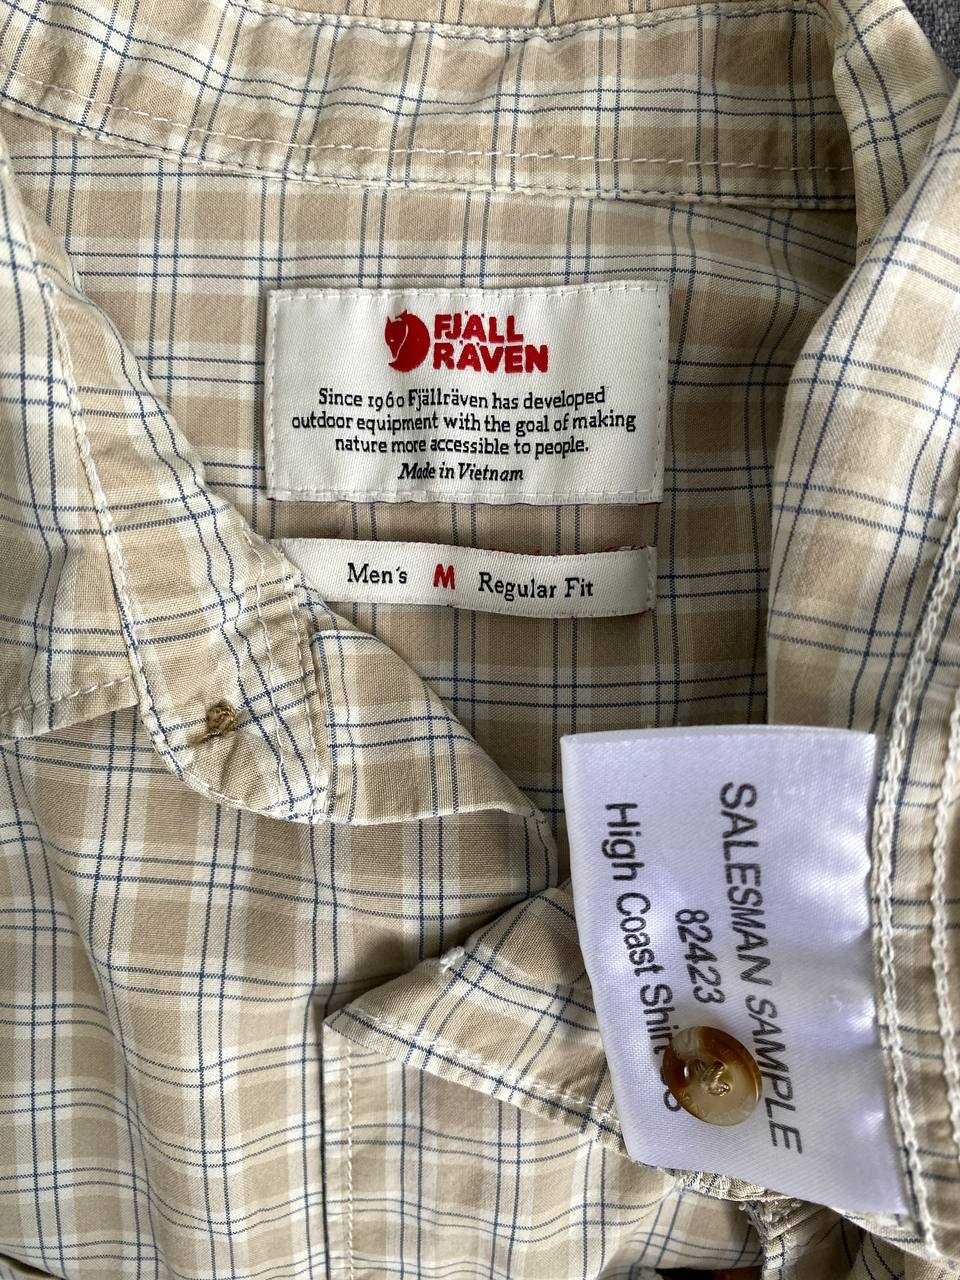 FJÄLL
RÄVEN
Since 1960 Fjällräven has developed
outdoor equipment with the goal of making
nature more accessible to people.
Made in Vietnam
Men's M Regular Fit
SALESMAN SAMPLE
82423
High Coast Shirt